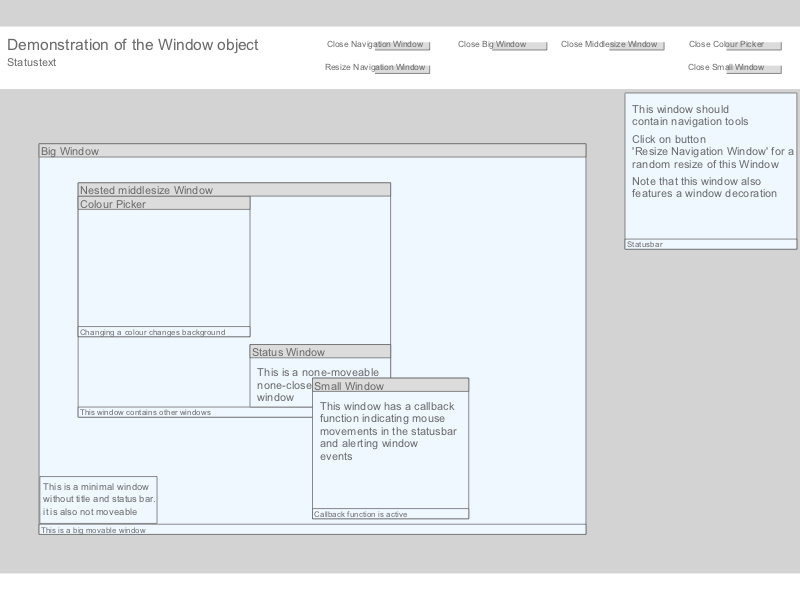 Demonstration of the Window object
Statustext
Close Navigation Window
Close Big Window
Close Middlesize Window
Close Colour Picker
Resize Navigation Window
Close Small Window
This window should
contain navigation tools
Click on button
'Resize Navigation Window' for a
random resize of this Window
Note that this window also
features a window decoration
Statusbar
Big Window
Nested middlesize Window
Colour Picker
Changing a colour changes background
Status Window
This is a none-moveable
none-close
window
This window contains other windows
Small Window
This window has a callback
function indicating mouse
movements in the statusbar
and alerting window
events
Callback function is active
This is a minimal window
without title and status bar.
it is also not moveable
This is a big movable window